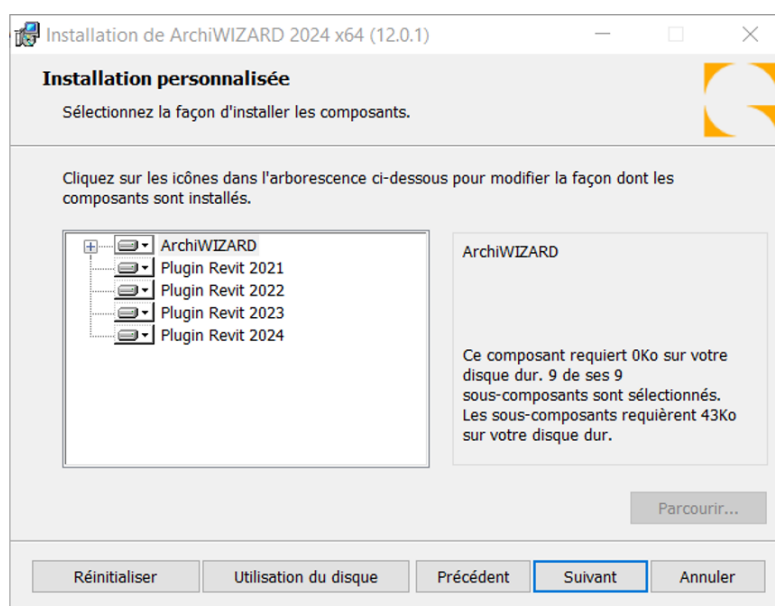 Installation de ArchiWIZARD 2024 x64 (12.0.1)
Installation personnalisée
Sélectionnez la façon d'installer les composants.
Cliquez sur les icônes dans l'arborescence ci-dessous pour modifier la façon dont les
composants sont installés.
ArchiWIZARD
Plugin Revit 2021
Plugin Revit 2022
Plugin Revit 2023
Plugin Revit 2024
ArchiWIZARD
Ce composant requiert 0Ko sur votre
disque dur. 9 de ses 9
sous-composants sont sélectionnés.
Les sous-composants requièrent 43Ko
sur votre disque dur.
Parcourir...
Réinitialiser
Utilisation du disque
Précédent
Suivant
Annuler